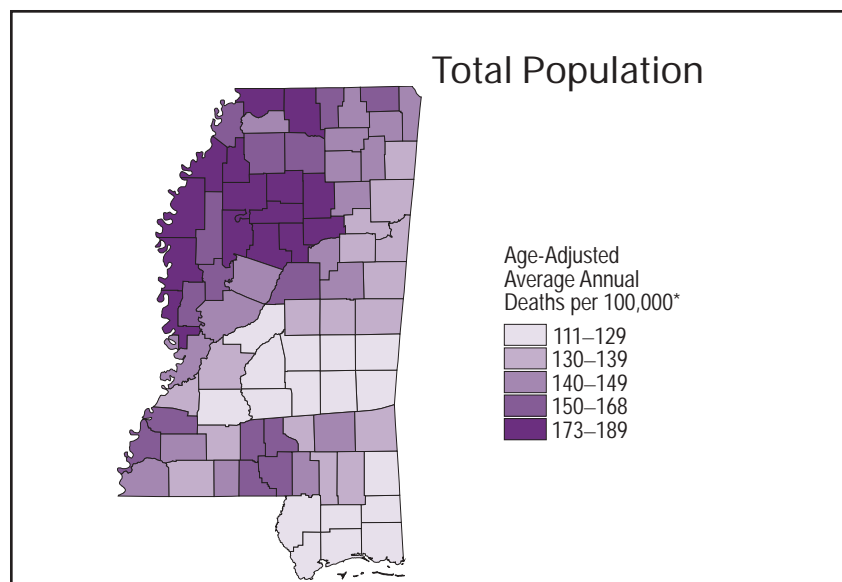 Total Population
Age-Adjusted
Average Annual
Deaths per 100,000*
111–129
130–139
140–149
150–168
173–189